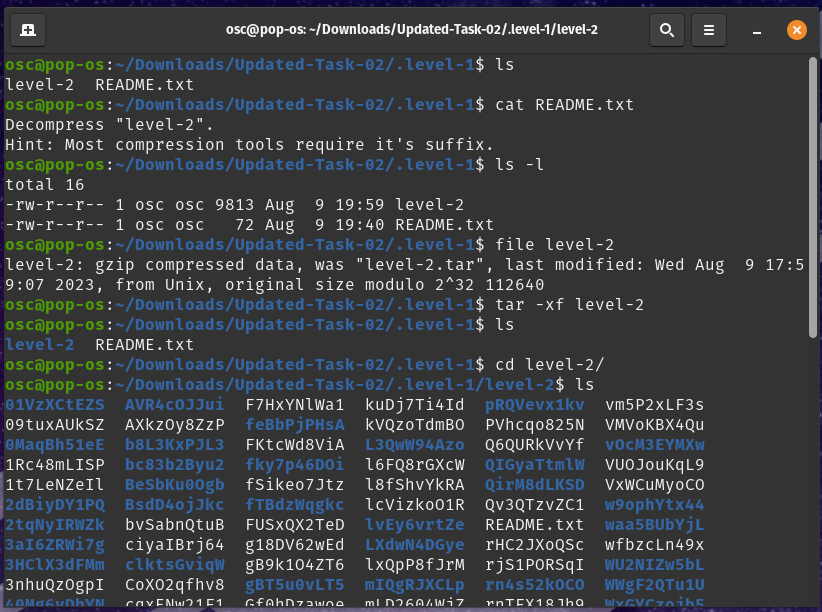 osc@pop-os: ~/Downloads/Updated-Task-02/.level-1/level-2
osc@pop-os:~/Downloads/Updated-Task-02/.level-1$ ls
level-2  README.txt
osc@pop-os:~/Downloads/Updated-Task-02/.level-1$ cat README.txt
Decompress "level-2".
Hint: Most compression tools require it's suffix.
osc@pop-os:~/Downloads/Updated-Task-02/.level-1$ ls -l
total 16
-rw-r--r-- 1 osc osc 9813 Aug  9 19:59 level-2
-rw-r--r-- 1 osc osc   72 Aug  9 19:40 README.txt
osc@pop-os:~/Downloads/Updated-Task-02/.level-1$ file level-2
level-2: gzip compressed data, was "level-2.tar", last modified: Wed Aug  9 17:5
9:07 2023, from Unix, original size modulo 2^32 112640
osc@pop-os:~/Downloads/Updated-Task-02/.level-1$ tar -xf level-2
osc@pop-os:~/Downloads/Updated-Task-02/.level-1$ ls
level-2  README.txt
osc@pop-os:~/Downloads/Updated-Task-02/.level-1$ cd level-2/
osc@pop-os:~/Downloads/Updated-Task-02/.level-1/level-2$ ls
01VzXCtEZS  AVR4cOJJui  F7HxYNlWa1  kuDj7Ti4Id  pRQVevx1kv  vm5P2xLF3s
09tuxAUkSZ  AXkzOy8ZzP  feBbPjPHsA  kVQzoTdmBO  PVhcqo825N  VMVoKBX4Qu
0MaqBh51eE  b8L3KxPJL3  FKtcWd8ViA  L3QwW94Azo  Q6QURkVvYf  vOcM3EYMXw
1Rc48mLISP  bc83b2Byu2  fky7p46DOi  l6FQ8rGXcW  QIGyaTtmlW  VUOJouKqL9
1t7LeNZeIl  BeSbKu0Ogb  fSikeo7Jtz  l8fShvYkRA  QirM8dLKSD  VxWCuMyoCO
2dBiyDY1PQ  BsdD4ojJkc  fTBdzWqgkc  lcVizkoO1R  Qv3QTzvZC1  w9ophYtx44
2tqNyIRWZk  bvSabnQtuB  FUSxQX2TeD  lvEy6vrtZe  README.txt  waa5BUbYjL
3aI6ZRWi7g  ciyaIBrj64  g18DV62wEd  LXdwN4DGye  rHC2JXoQSc  wfbzcLn49x
3HClX3dFMm  clktsGviqW  gB9k1O4ZT6  lxQpP8fJrM  rjS1PORSqI  WU2NIZw5bL
3nhuQzOgpI  CoXO2qfhv8  gBT5u0vLT5  mIQgRJXCLp  rn4s52kOCO  WWgF2QTu1U